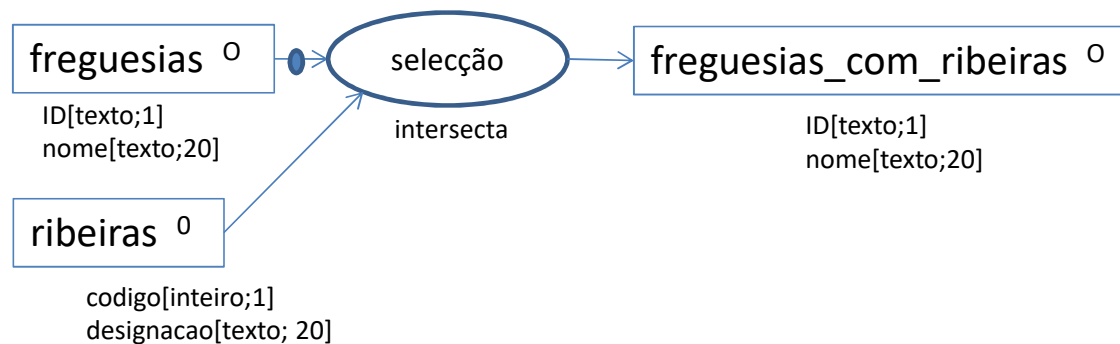 freguesias O
selecção
freguesias_com_ribeiras O
ID[texto;1]
nome[texto;20]
intersecta
ID[texto;1]
nome[texto;20]
ribeiras 0
codigo[inteiro;1]
designacao[texto; 20]